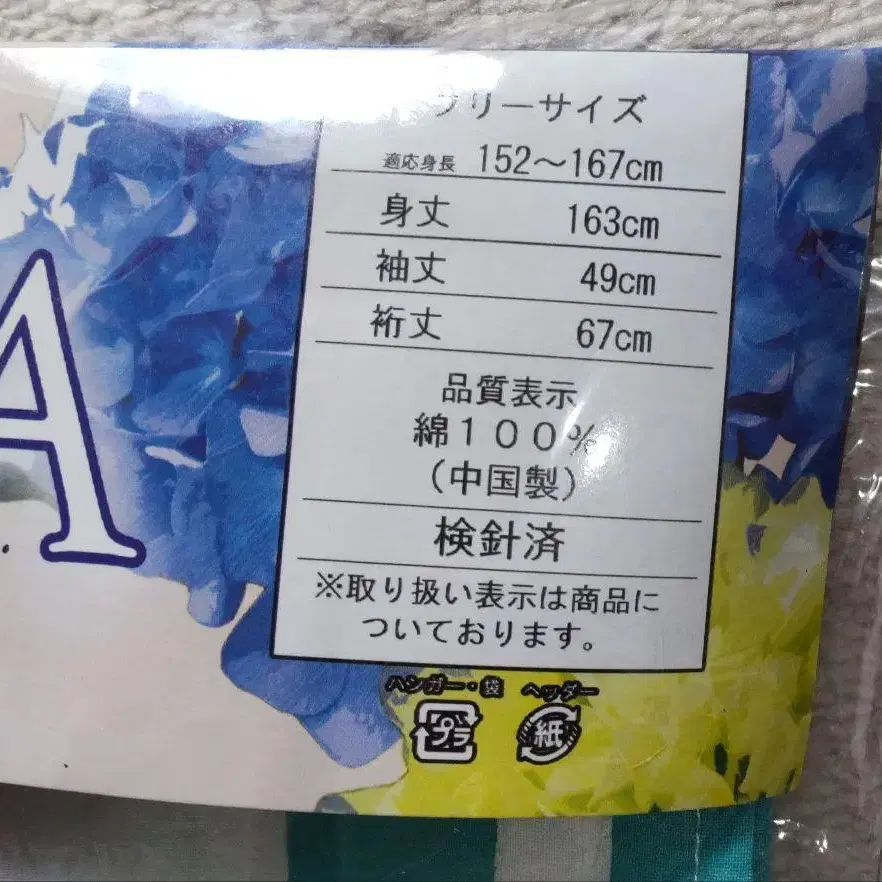 A
フリーサイズ
適応身長 152～167cm
身丈 163cm
袖丈 49cm
裄丈 67cm
品質表示
綿１００％
（中国製）
検針済
※取り扱い表示は商品に
ついております。
ハンガー・袋 ヘッダー
プラ 紙